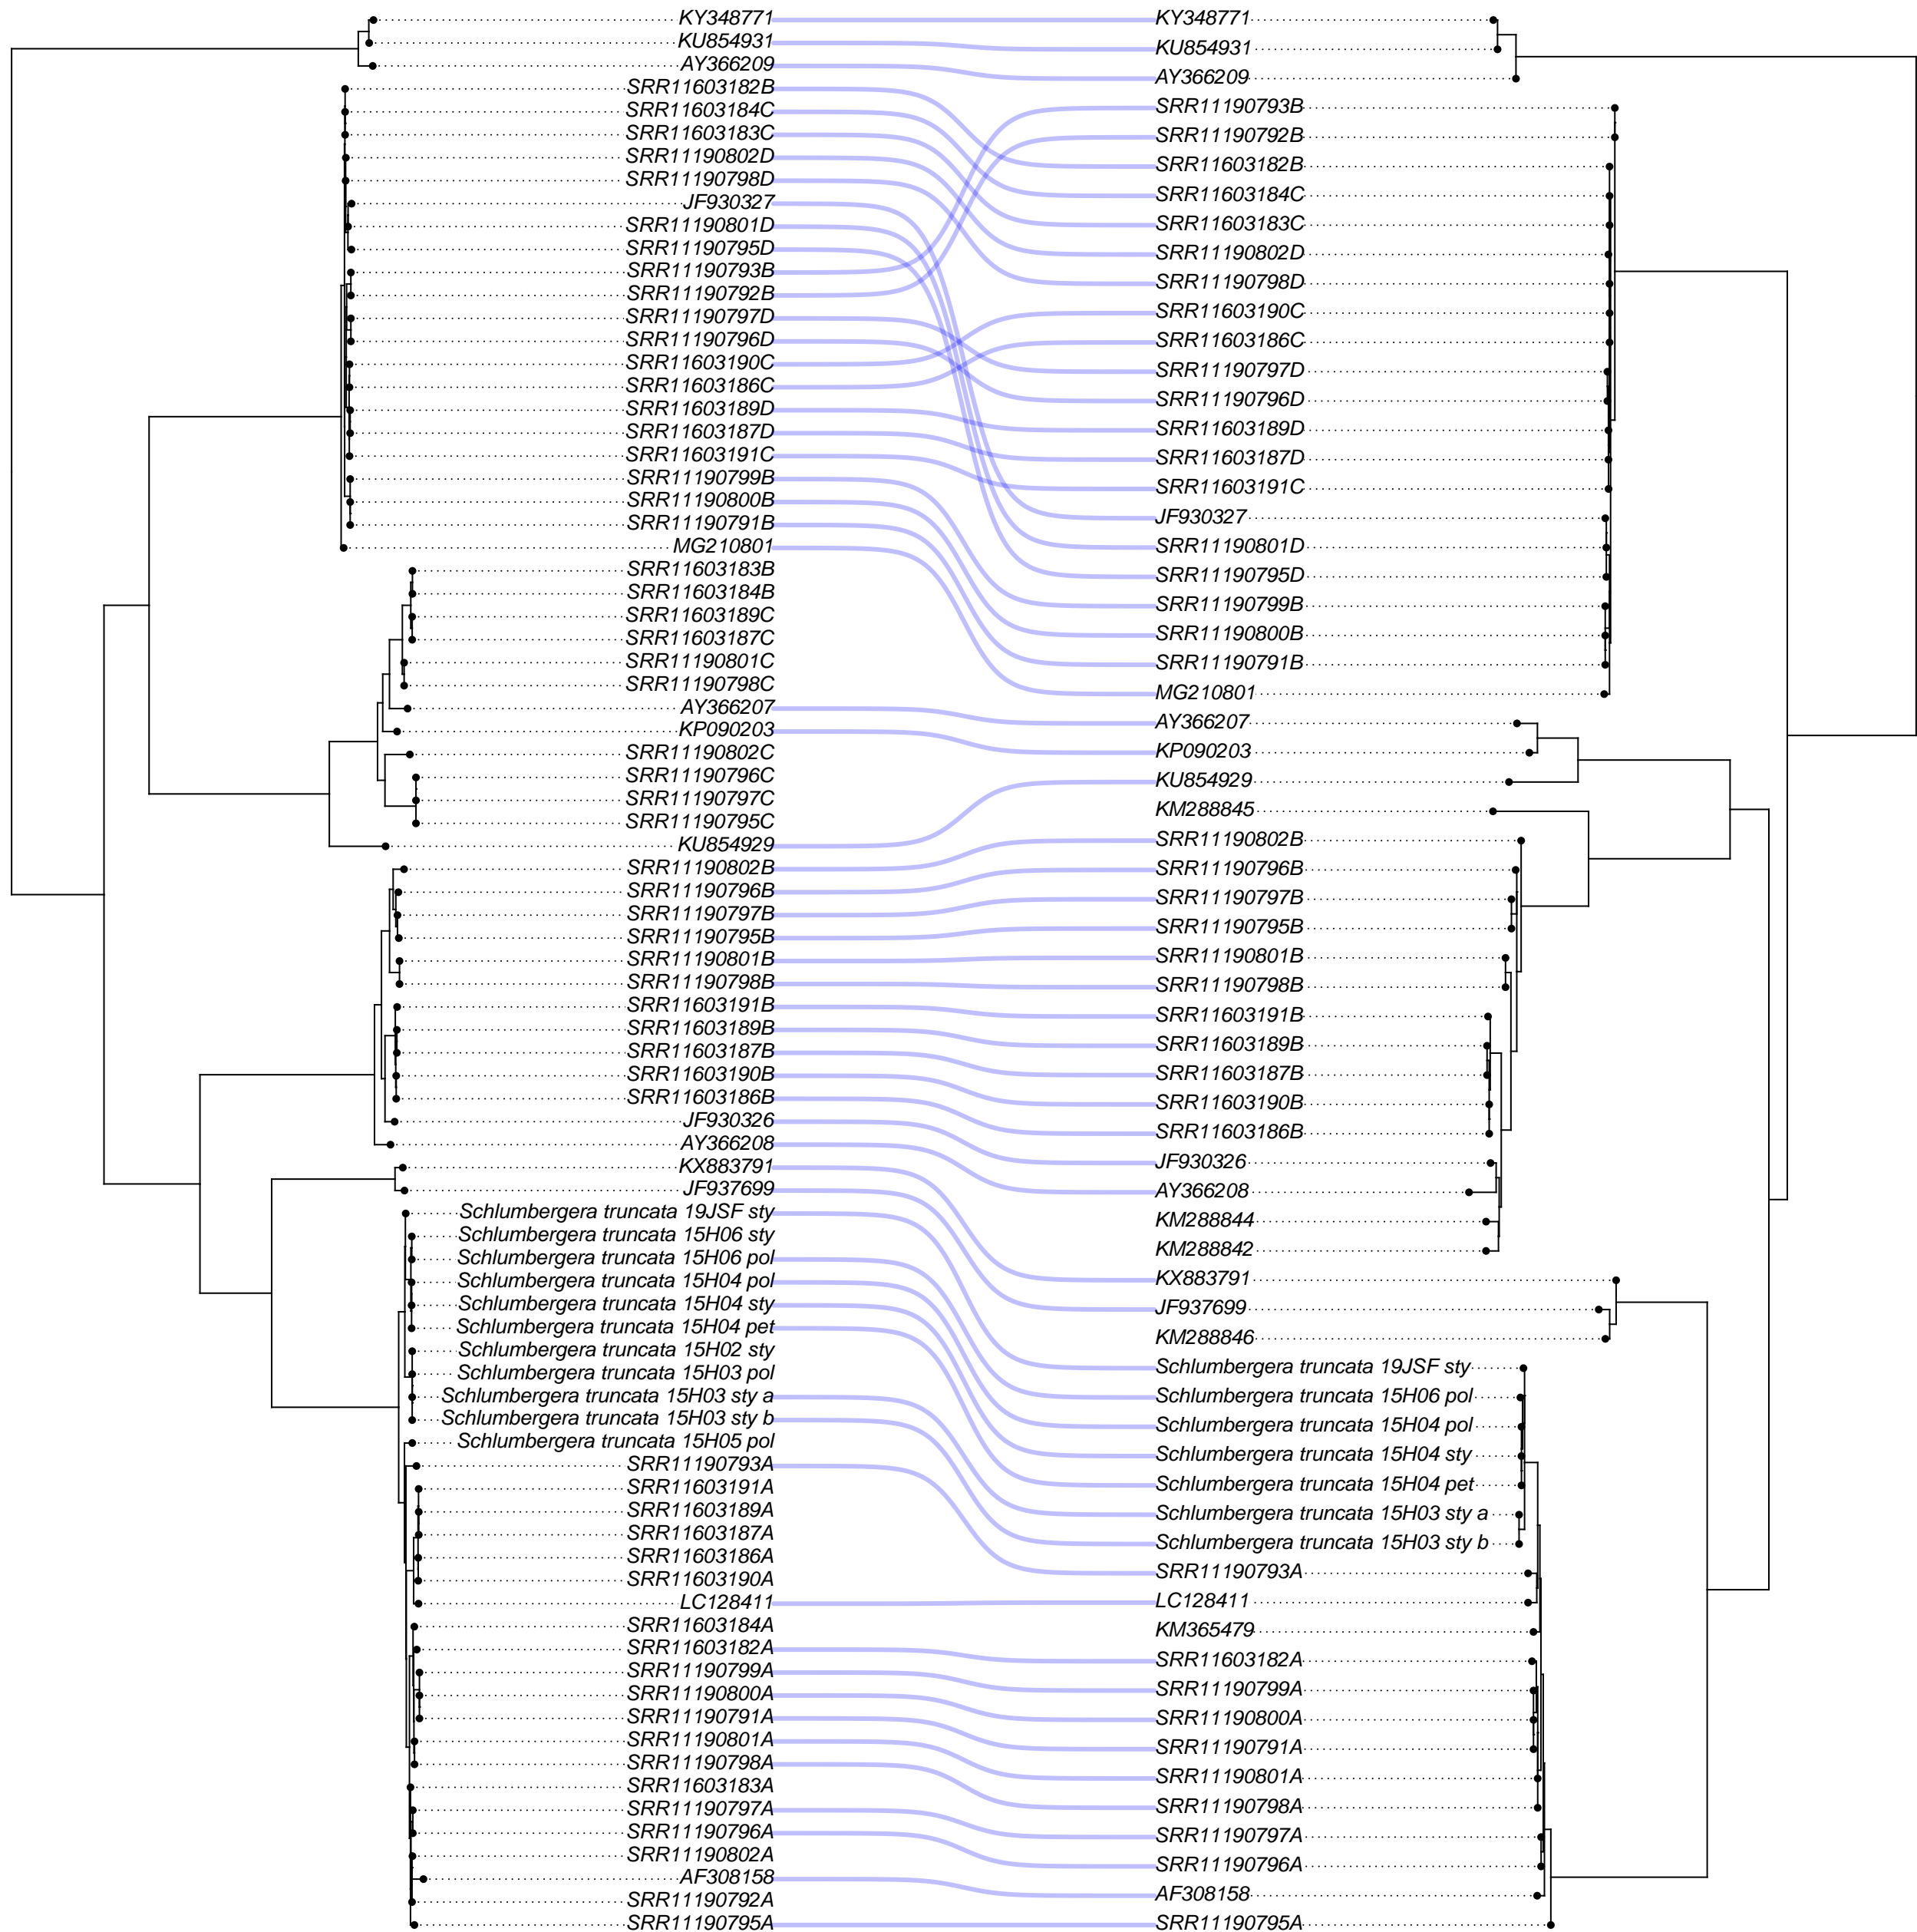 KY348771
KU854931
AY366209
SRR11603182B
SRR11603184C
SRR11603183C
SRR11190802D
SRR11190798D
JF930327
SRR11190801D
SRR11190795D
SRR11190793B
SRR11190792B
SRR11190797D
SRR11190796D
SRR11603190C
SRR11603186C
SRR11603189D
SRR11603187D
SRR11603191C
SRR11190799B
SRR11190800B
SRR11190791B
MG210801
SRR11603183B
SRR11603184B
SRR11603189C
SRR11603187C
SRR11190801C
SRR11190798C
AY366207
KP090203
SRR11190802C
SRR11190796C
SRR11190797C
SRR11190795C
KU854929
SRR11190802B
SRR11190796B
SRR11190797B
SRR11190795B
SRR11190801B
SRR11190798B
SRR11603191B
SRR11603189B
SRR11603187B
SRR11603190B
SRR11603186B
JF930326
AY366208
KX883791
JF937699
Schlumbergera truncata 19JSF sty
Schlumbergera truncata 15H06 sty
Schlumbergera truncata 15H06 pol
Schlumbergera truncata 15H04 pol
Schlumbergera truncata 15H04 sty
Schlumbergera truncata 15H04 pet
Schlumbergera truncata 15H02 sty
Schlumbergera truncata 15H03 pol
Schlumbergera truncata 15H03 sty a
Schlumbergera truncata 15H03 sty b
Schlumbergera truncata 15H05 pol
SRR11190793A
SRR11603191A
SRR11603189A
SRR11603187A
SRR11603186A
SRR11603190A
LC128411
SRR11603184A
SRR11603182A
SRR11190799A
SRR11190800A
SRR11190791A
SRR11190801A
SRR11190798A
SRR11603183A
SRR11190797A
SRR11190796A
SRR11190802A
AF308158
SRR11190792A
SRR11190795A
KY348771
KU854931
AY366209
SRR11190793B
SRR11190792B
SRR11603182B
SRR11603184C
SRR11603183C
SRR11190802D
SRR11190798D
SRR11603190C
SRR11603186C
SRR11190797D
SRR11190796D
SRR11603189D
SRR11603187D
SRR11603191C
JF930327
SRR11190801D
SRR11190795D
SRR11190799B
SRR11190800B
SRR11190791B
MG210801
AY366207
KP090203
KU854929
KM288845
SRR11190802B
SRR11190796B
SRR11190797B
SRR11190795B
SRR11190801B
SRR11190798B
SRR11603191B
SRR11603189B
SRR11603187B
SRR11603190B
SRR11603186B
JF930326
AY366208
KM288844
KM288842
KX883791
JF937699
KM288846
Schlumbergera truncata 19JSF sty
Schlumbergera truncata 15H06 pol
Schlumbergera truncata 15H04 pol
Schlumbergera truncata 15H04 sty
Schlumbergera truncata 15H04 pet
Schlumbergera truncata 15H03 sty a
Schlumbergera truncata 15H03 sty b
SRR11190793A
LC128411
KM365479
SRR11603182A
SRR11190799A
SRR11190800A
SRR11190791A
SRR11190801A
SRR11190798A
SRR11190797A
SRR11190796A
AF308158
SRR11190795A